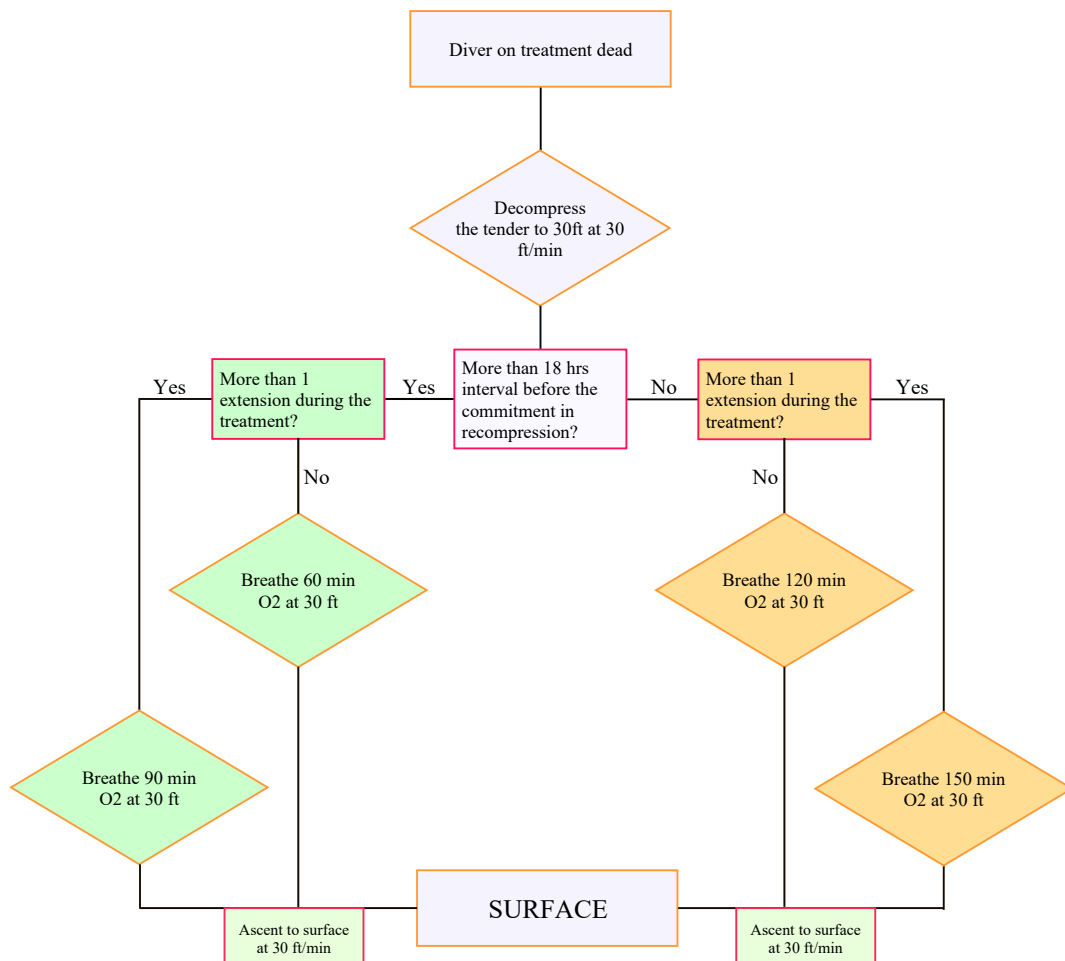 Diver on treatment dead
Decompress
the tender to 30ft at 30
ft/min
Yes
More than 1
extension during the
treatment?
Yes
More than 18 hrs
interval before the
commitment in
recompression?
No
More than 1
extension during the
treatment?
Yes
No
No
Breathe 60 min
O2 at 30 ft
Breathe 120 min
O2 at 30 ft
Breathe 90 min
O2 at 30 ft
Breathe 150 min
O2 at 30 ft
SURFACE
Ascent to surface
at 30 ft/min
Ascent to surface
at 30 ft/min